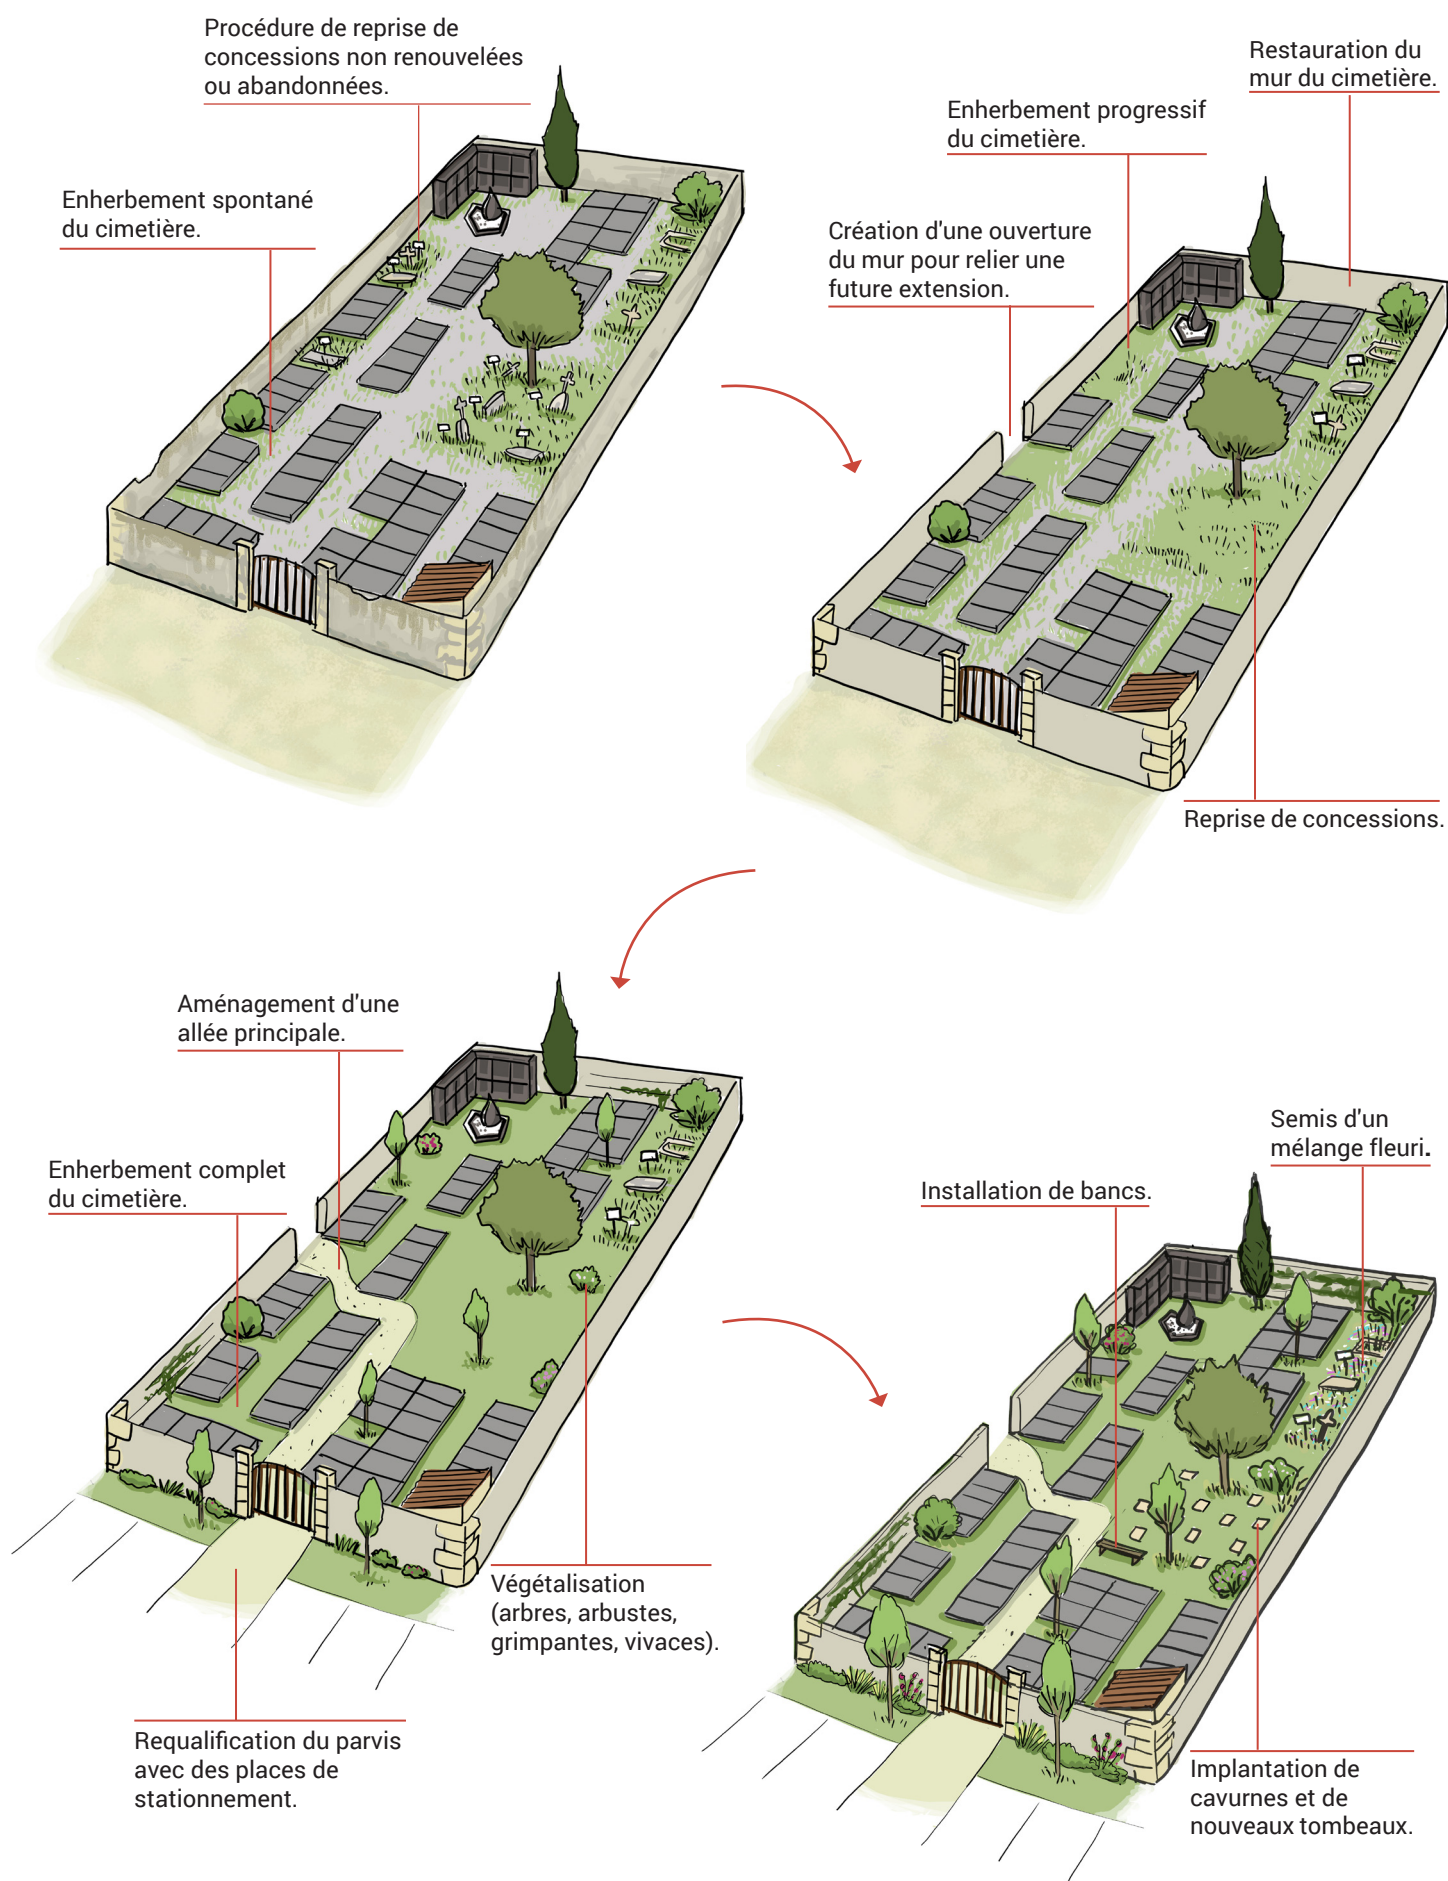 Procédure de reprise de
concessions non renouvelées
ou abandonnées.
Enherbement spontané
du cimetière.
Restauration du
mur du cimetière.
Enherbement progressif
du cimetière.
Création d'une ouverture
du mur pour relier une
future extension.
Reprise de concessions.
Aménagement d'une
allée principale.
Enherbement complet
du cimetière.
Végétalisation
(arbres, arbustes,
grimpantes, vivaces).
Requalification du parvis
avec des places de
stationnement.
Semis d'un
mélange fleuri.
Installation de bancs.
Implantation de
cavurnes et de
nouveaux tombeaux.